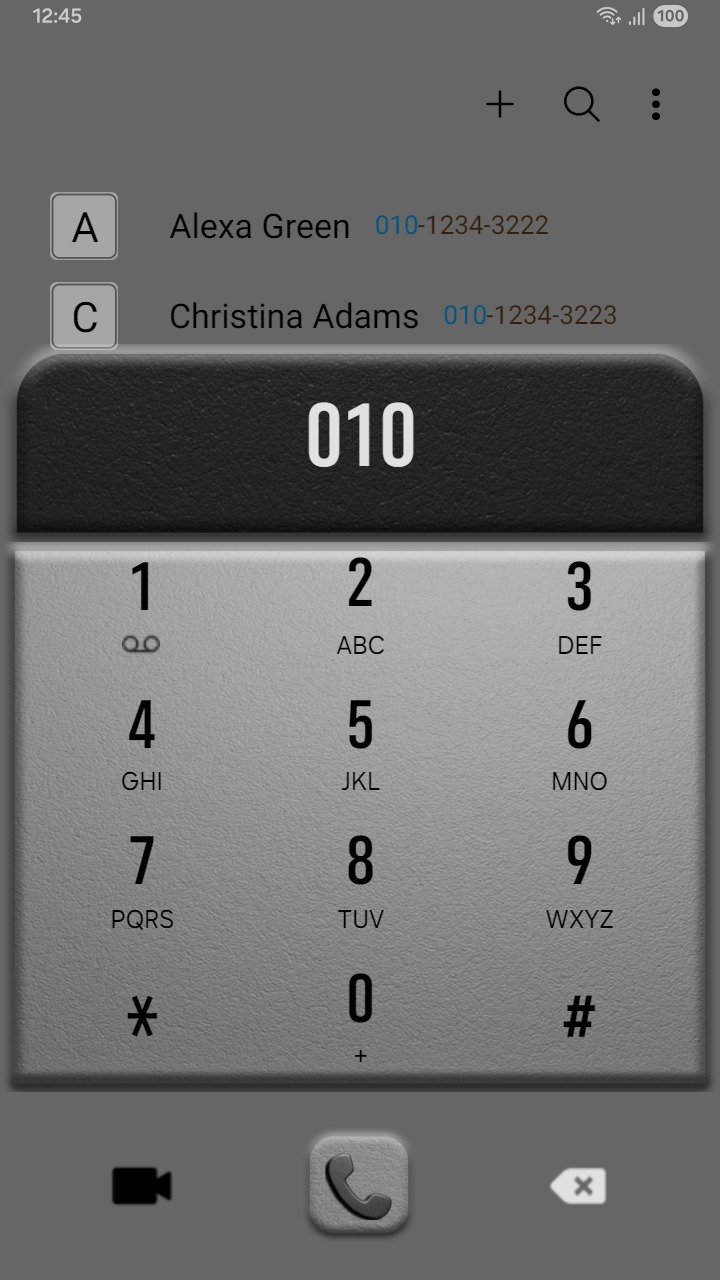 12:45 100
A Alexa Green 010-1234-3222
C Christina Adams 010-1234-3223
010
1 2 3
ABC DEF
4 5 6
GHI JKL MNO
7 8 9
PQRS TUV WXYZ
* 0 #
+